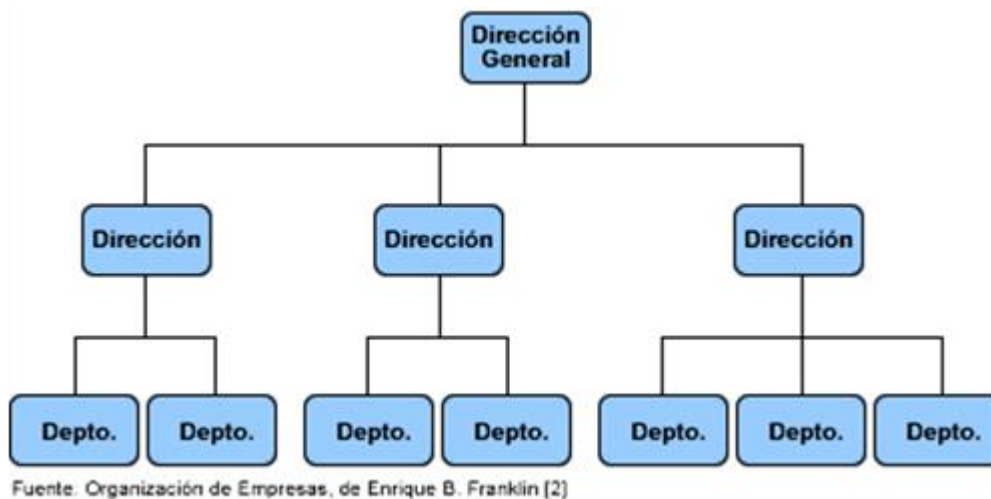 Dirección
General
Dirección
Dirección
Dirección
Depto.
Depto.
Depto.
Depto.
Depto.
Depto.
Depto.
Fuente: Organización de Empresas, de Enrique B. Franklin [2]